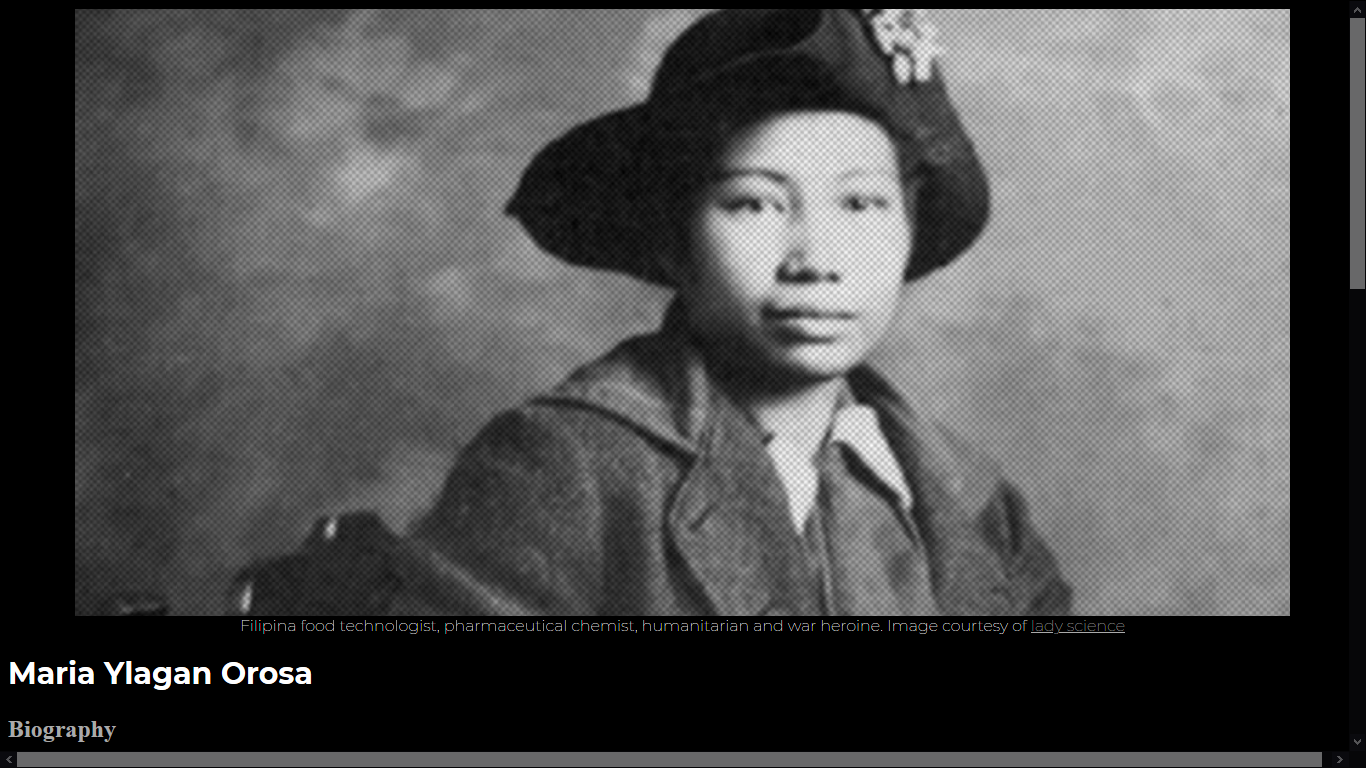 Filipina food technologist, pharmaceutical chemist, humanitarian and war heroine. Image courtesy of lady science
Maria Ylagan Orosa
Biography